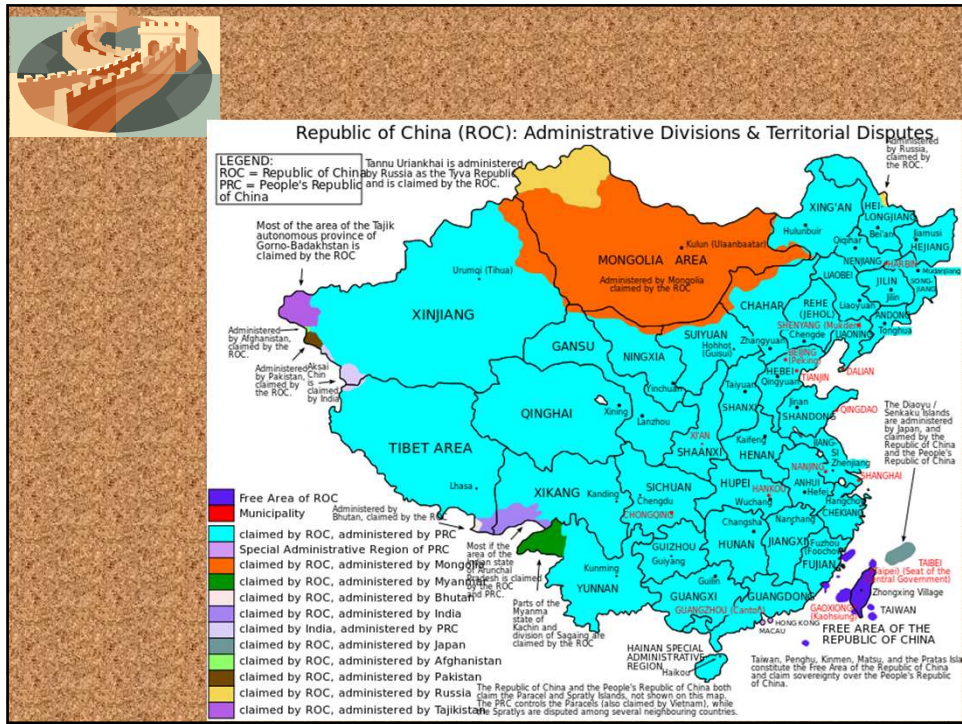 Republic of China (ROC): Administrative Divisions & Territorial Disputes
LEGEND:
ROC = Republic of China
PRC = People's Republic
of China
Tannu Uriankhai is administered
by Russia as the Tyva Republic
and is claimed by the ROC.
Administered
by Russia,
claimed by
the ROC.
Most of the area of the Tajik
autonomous province of
Gorno-Badakhstan is
claimed by the ROC
XING'AN
HEI-
LONGJIANG
Hulunbuir
Bei'an
Jiamusi
Qiqihar
HEJIANG
Kulun (Ulaanbaatar)
MONGOLIA AREA
Administered by Mongolia
claimed by the ROC
NENJIANG
HARBIN
Mudanjiang
Urumqi (Tihua)
LIAOBEI
JILIN
SONG-
JIANG
Jilin
XINJIANG
CHAHAR
REHE
(JEHOL)
Liaoyuan
ANDONG
Tonghua
SHENYANG (Mukden)
LIAONING
Chengde
SUIYUAN
Hohhot
(Guisui)
Zhangyuan
Administered
by Afghanistan,
claimed by the
ROC.
Administered
by Pakistan,
claimed by
the ROC.
Aksai
Chin
is
claimed
by India
GANSU
NINGXIA
BEIJING
(Peking)
HEBEI
Qingyuan
TIANJIN
DALIAN
Yinchuan
Taiyuan
QINGHAI
Xining
Lanzhou
SHANXI
Jinan
SHANDONG
QINGDAO
The Diaoyu /
Senkaku Islands
are administered
by Japan, and
claimed by the
Republic of China
and the People's
Republic of China
TIBET AREA
Lhasa
XI'AN
SHAANXI
Kaifeng
HENAN
JIANG-
SI
Zhenjiang
NANJING
SHANGHAI
ANHUI
Hefei
Hangchow
CHEKIANG
XIKANG
Kanding
SICHUAN
Chengdu
CHONGQING
HUPEI
HANKOU
Wuchang
Changsha
Nanchang
HUNAN
JIANGXI
Fuzhou
(Foochow)
FUJIAN
GUIZHOU
Guiyang
Kunming
YUNNAN
Guilin
GUANGXI
GUANGDONG
GUANGZHOU (Canton)
HONG KONG
MACAU
TAIBEI
(Taipei) (Seat of the
Central Government)
Zhongxing Village
GAOXIONG
(Kaohsiung)
TAIWAN
FREE AREA OF THE
REPUBLIC OF CHINA
HAINAN SPECIAL
ADMINISTRATIVE
REGION
Haikou
Administered by
Bhutan, claimed by the ROC
Most if the
area of the
Indian state
of Arunchal
Pradesh is claimed
by the ROC
and PRC.
Parts of the
Myanma
state of
Kachin and
division of Sagaing are
claimed by the ROC
Free Area of ROC
Municipality
claimed by ROC, administered by PRC
Special Administrative Region of PRC
claimed by ROC, administered by Mongolia
claimed by ROC, administered by Myanmar
claimed by ROC, administered by Bhutan
claimed by ROC, administered by India
claimed by India, administered by PRC
claimed by ROC, administered by Japan
claimed by ROC, administered by Afghanistan
claimed by ROC, administered by Pakistan
claimed by ROC, administered by Russia
claimed by ROC, administered by Tajikistan
The Republic of China and the People's Republic of China both
claim the Paracel and Spratly Islands, not shown on this map.
The PRC controls the Paracels (also claimed by Vietnam), while
the Spratlys are disputed among several neighbouring countries.
Taiwan, Penghu, Kinmen, Matsu, and the Pratas Isla
constitute the Free Area of the Republic of China
and claim sovereignty over the People's Republic
of China.